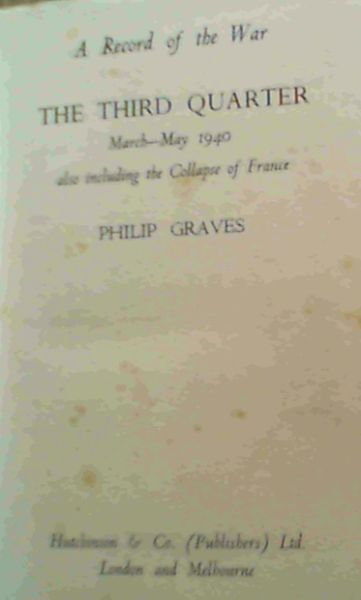 A Record of the War
THE THIRD QUARTER
March—May 1940
also including the Collapse of France
PHILIP GRAVES
Hutchinson & Co. (Publishers) Ltd.
London and Melbourne